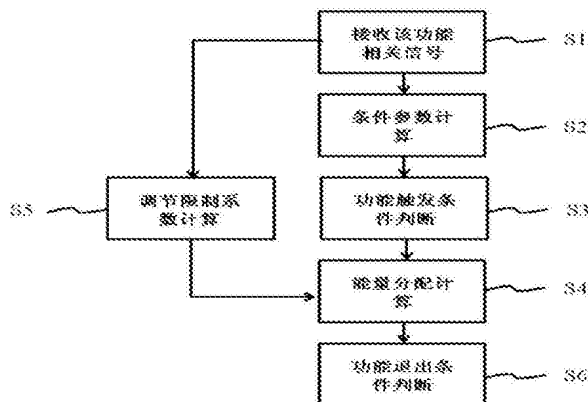 接收该功能
相关信号
S1
条件参数计
算
S2
调节限制系
数计算
S5
功能触发条
件判断
S3
能量分配计
算
S4
功能退出条
件判断
S6